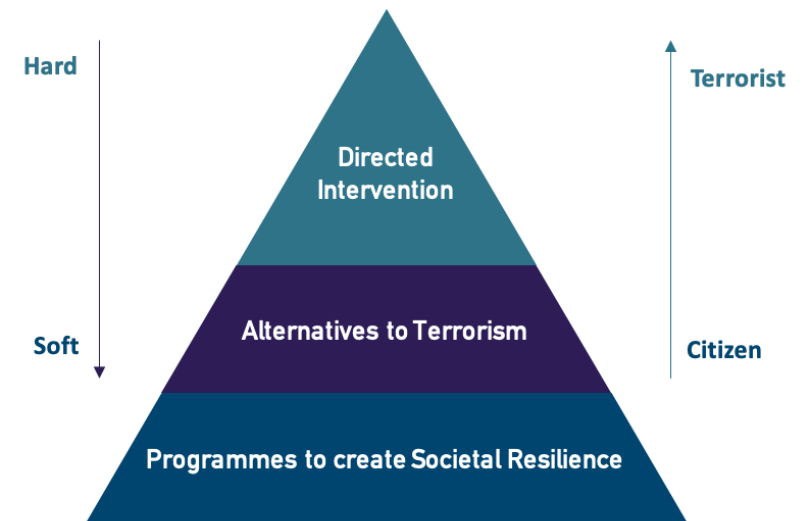 Hard
Terrorist
Directed
Intervention
Alternatives to Terrorism
Soft
Citizen
Programmes to create Societal Resilience